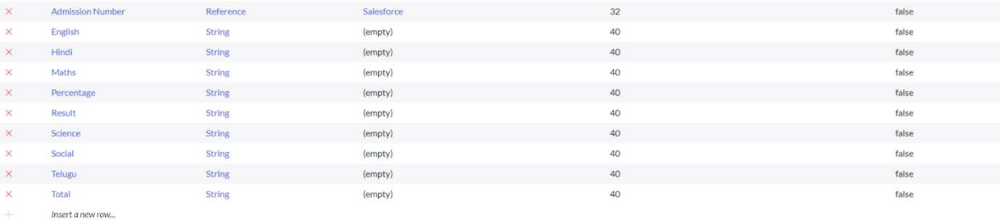 Admission Number Reference Salesforce 32 false
English String (empty) 40 false
Hindi String (empty) 40 false
Maths String (empty) 40 false
Percentage String (empty) 40 false
Result String (empty) 40 false
Science String (empty) 40 false
Social String (empty) 40 false
Telugu String (empty) 40 false
Total String (empty) 40 false
Insert a new row...